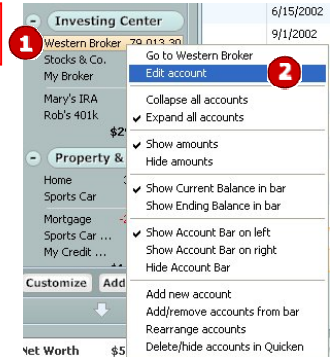 6/15/2002
Investing Center
9/1/2002
1
Western Broker 79,013.30
Go to Western Broker
Stocks & Co.
Edit account
2
My Broker
Collapse all accounts
Mary's IRA
Expand all accounts
Rob's 401k
$2
Show amounts
Property &
Hide amounts
Home
Show Current Balance in bar
Sports Car
Show Ending Balance in bar
Mortgage -2
Show Account Bar on left
Sports Car ...
Show Account Bar on right
My Credit ...
Hide Account Bar
Customize Add
Add new account
Add/remove accounts from bar
Rearrange accounts
Net Worth $5
Delete/hide accounts in Quicken